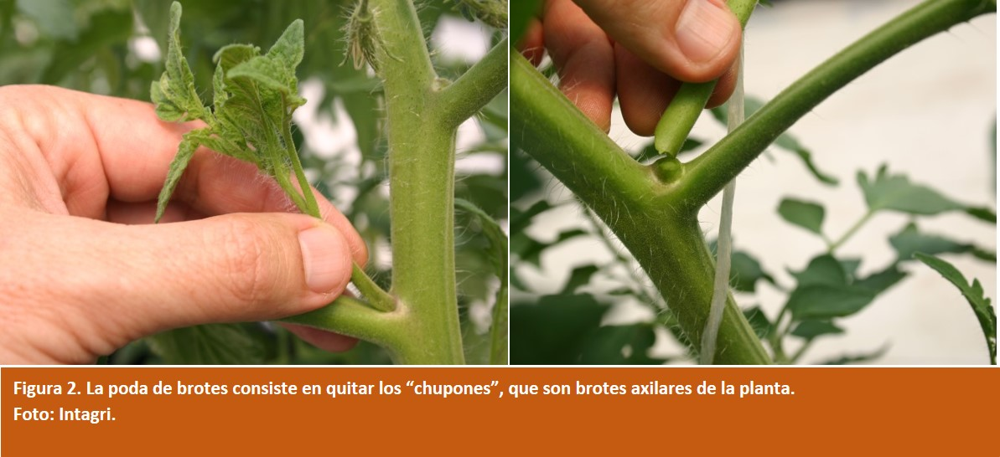 Figura 2. La poda de brotes consiste en quitar los “chupones”, que son brotes axilares de la planta.
Foto: Intagri.